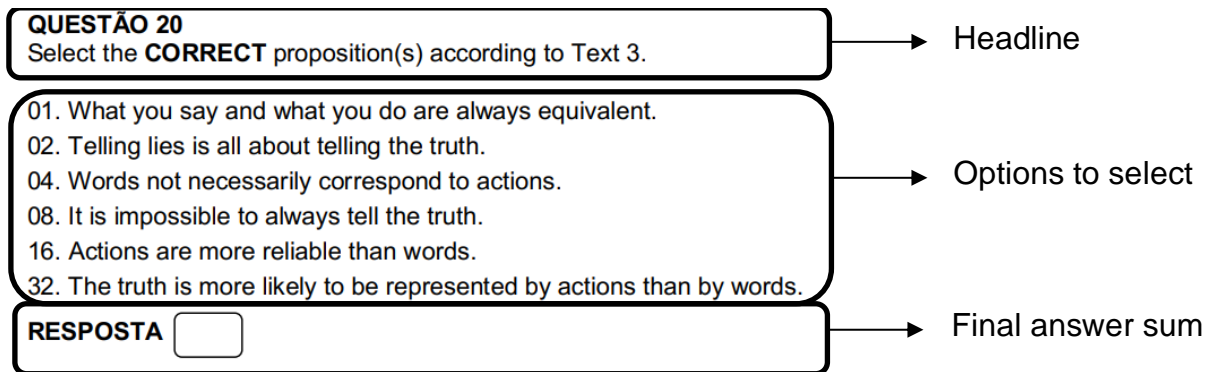 QUESTÃO 20
Select the CORRECT proposition(s) according to Text 3.
Headline
01. What you say and what you do are always equivalent.
02. Telling lies is all about telling the truth.
04. Words not necessarily correspond to actions.
08. It is impossible to always tell the truth.
16. Actions are more reliable than words.
32. The truth is more likely to be represented by actions than by words.
Options to select
RESPOSTA
Final answer sum